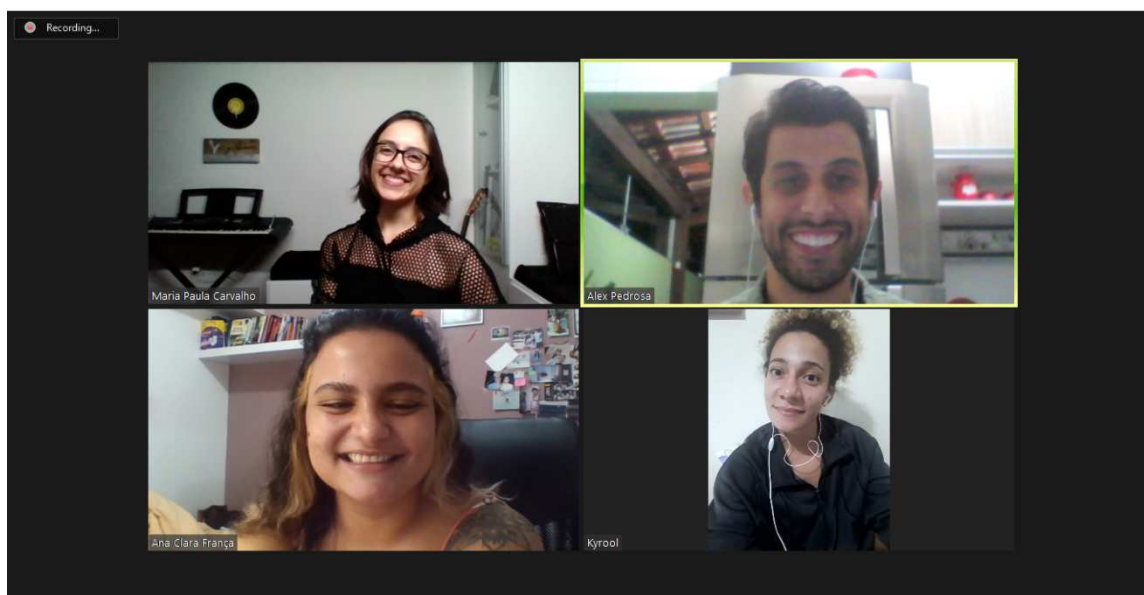 Recording...
Maria Paula Carvalho
Alex Pedrosa
Ana Clara França
Kyrool